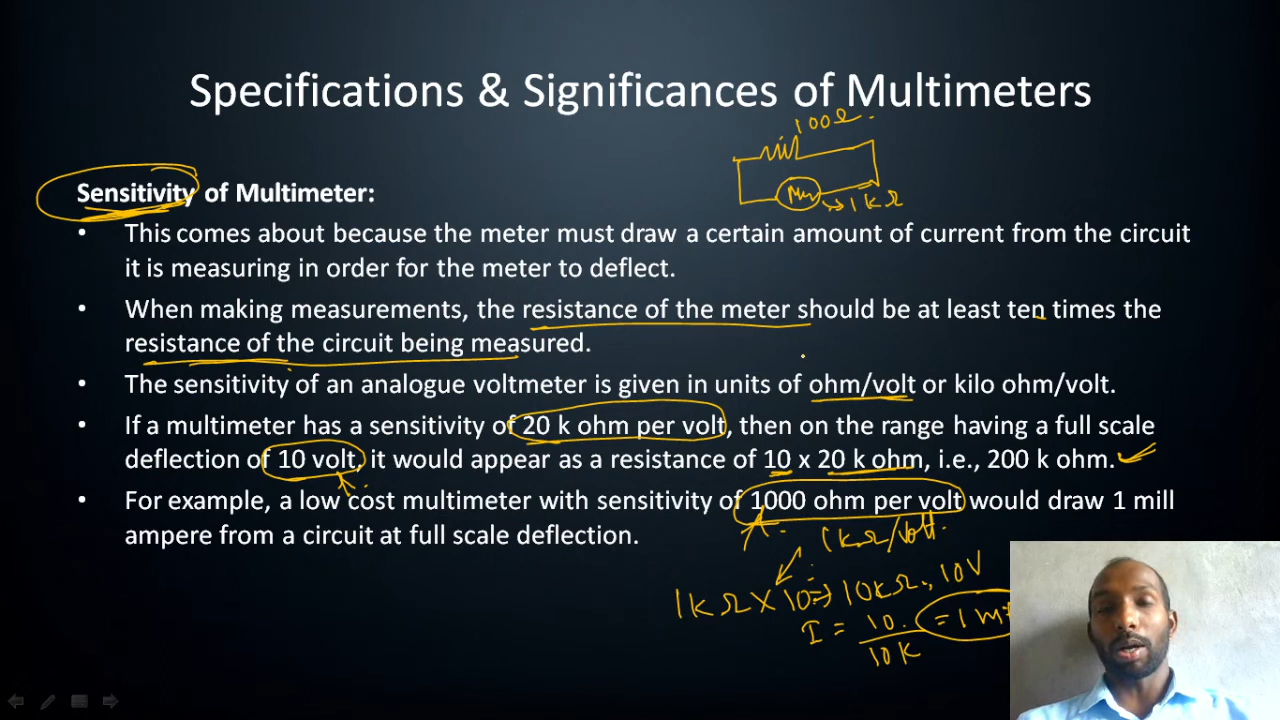 Specifications & Significances of Multimeters
100Ω
Sensitivity of Multimeter:
→ 1kΩ
• This comes about because the meter must draw a certain amount of current from the circuit
it is measuring in order for the meter to deflect.
• When making measurements, the resistance of the meter should be at least ten times the
resistance of the circuit being measured.
• The sensitivity of an analogue voltmeter is given in units of ohm/volt or kilo ohm/volt.
• If a multimeter has a sensitivity of 20 k ohm per volt, then on the range having a full scale
deflection of 10 volt, it would appear as a resistance of 10 x 20 k ohm, i.e., 200 k ohm.
• For example, a low cost multimeter with sensitivity of 1000 ohm per volt would draw 1 mill
ampere from a circuit at full scale deflection.
1kΩ/volt.
1kΩ X 10 => 10kΩ, 10V
I = 10 / 10K = 1 m